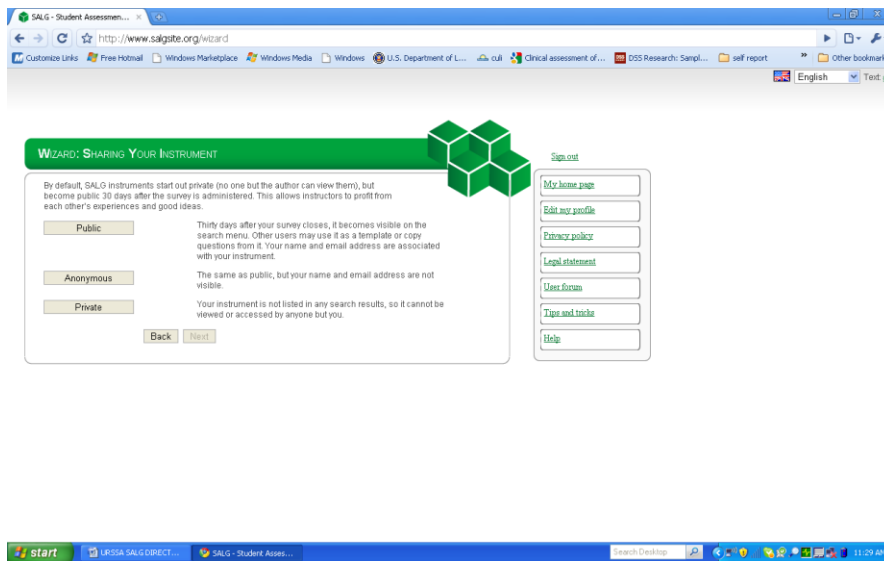 SALG - Student Assessmen...
http://www.salgsite.org/wizard
Customize Links Free Hotmail Windows Marketplace Windows Media Windows U.S. Department of L... culi Clinical assessment of... DSS Research: Sampl... self report » Other bookmark
English Text
WIZARD: SHARING YOUR INSTRUMENT
Sign out
By default, SALG instruments start out private (no one but the author can view them), but
become public 30 days after the survey is administered. This allows instructors to profit from
each other's experiences and good ideas.
Public
Thirty days after your survey closes, it becomes visible on the
search menu. Other users may use it as a template or copy
questions from it. Your name and email address are associated
with your instrument.
Anonymous
The same as public, but your name and email address are not
visible.
Private
Your instrument is not listed in any search results, so it cannot be
viewed or accessed by anyone but you.
Back Next
My home page
Edit my profile
Privacy policy
Legal statement
User forum
Tips and tricks
Help
start URSSA SALG DIRECT... SALG - Student Asses... Search Desktop 11:29 AM